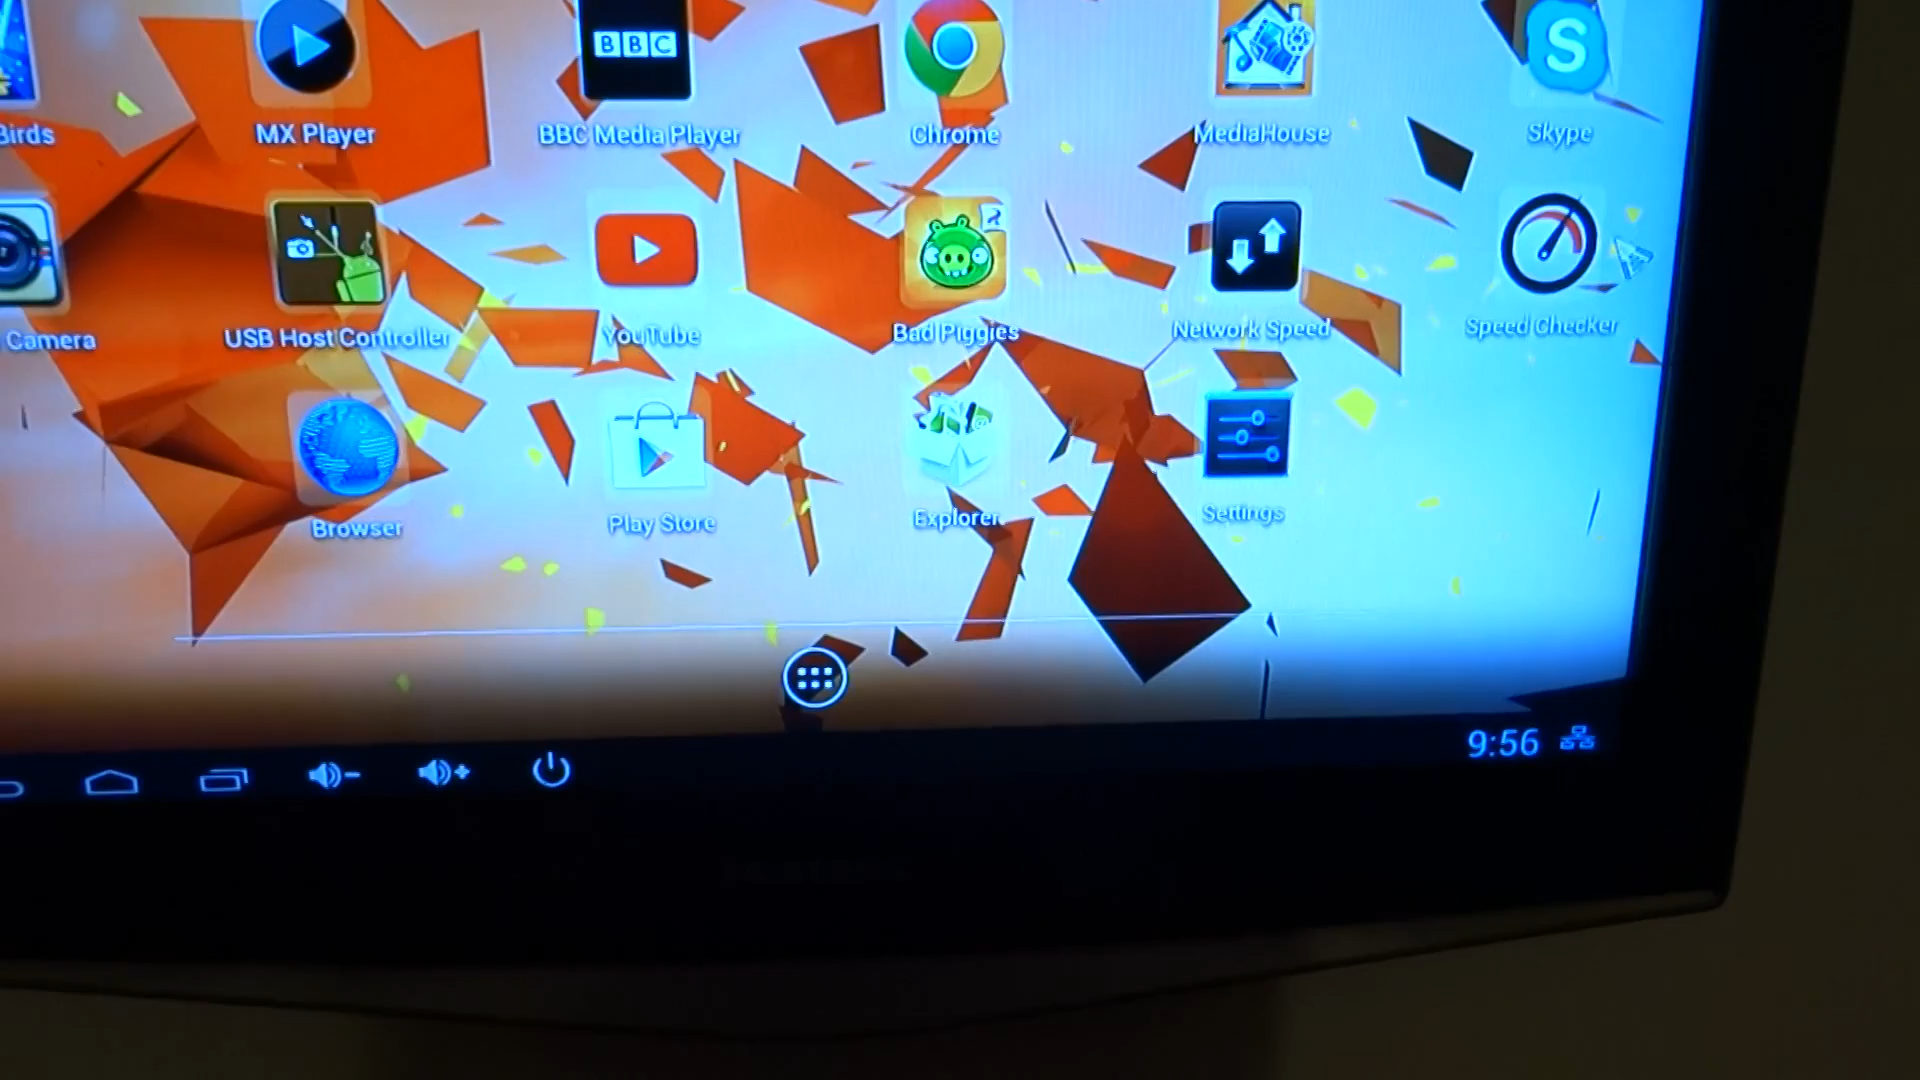 Birds
MX Player
BBC
BBC Media Player
Chrome
MediaHouse
S
Skype
Camera
USB Host Controller
YouTube
2
Bad Piggies
Network Speed
Speed Checker
Browser
Play Store
Explorer
Settings
9:56